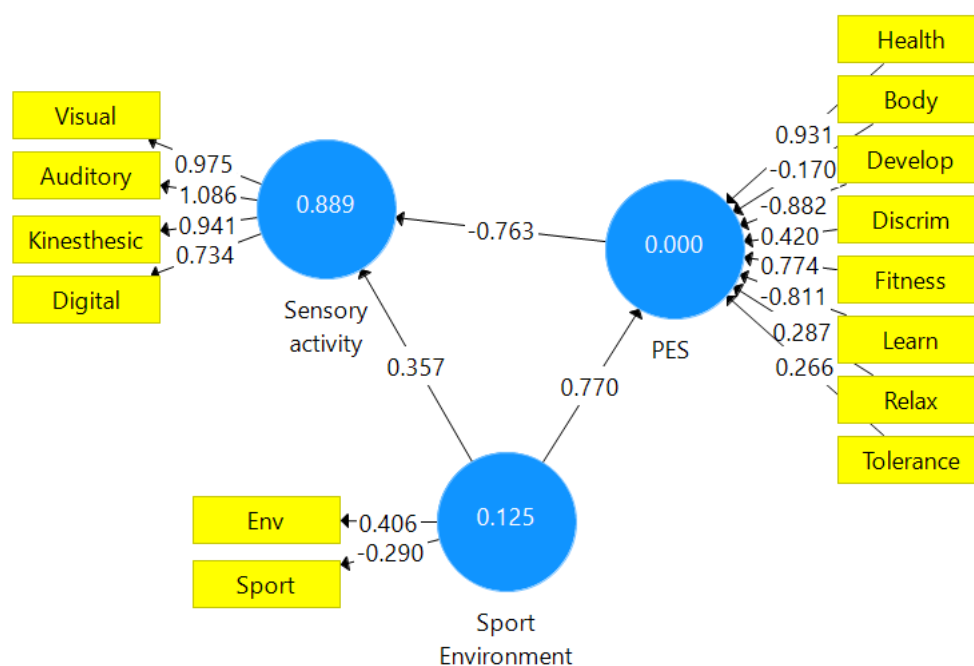 Health
Body
Develop
Discrim
Fitness
Learn
Relax
Tolerance
0.931
-0.170
-0.882
0.420
0.774
-0.811
0.287
0.266
Visual
Auditory
Kinesthesic
Digital
0.975
1.086
0.941
0.734
0.889
Sensory
activity
-0.763
0.000
PES
0.357
0.770
Env
Sport
0.406
-0.290
0.125
Sport
Environment